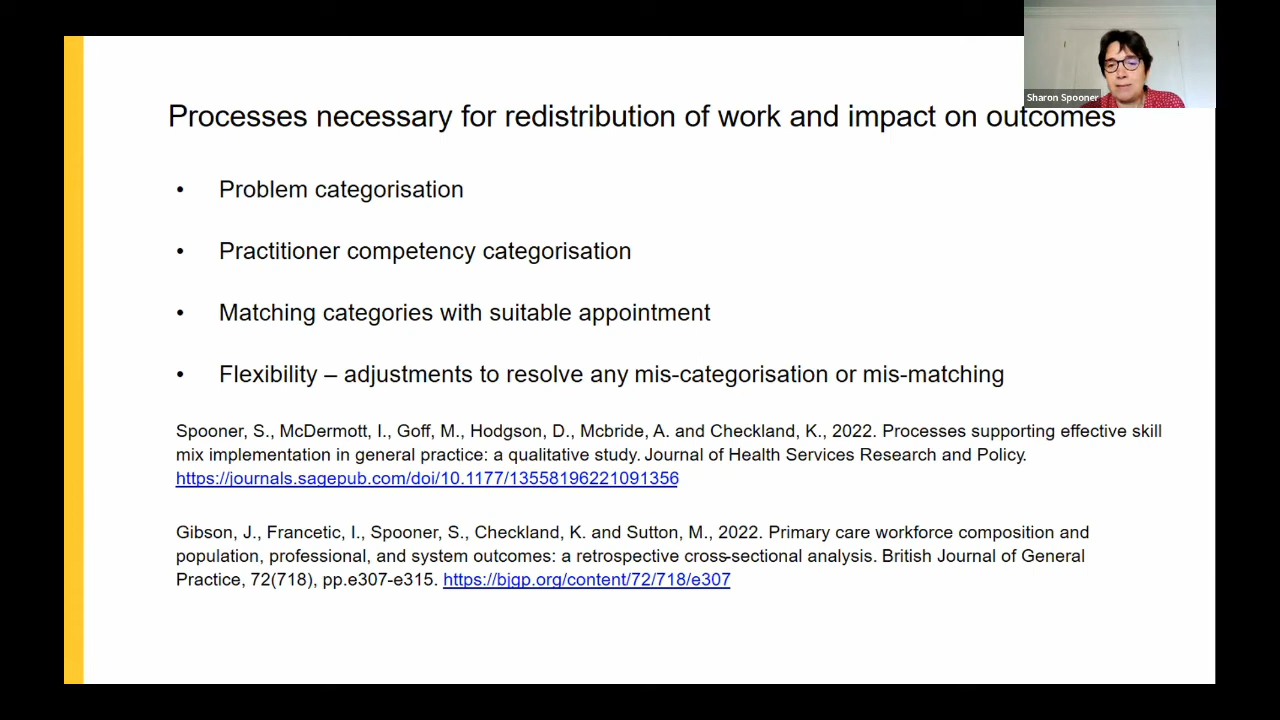 Sharon Spooner
Processes necessary for redistribution of work and impact on outcomes
• Problem categorisation
• Practitioner competency categorisation
• Matching categories with suitable appointment
• Flexibility – adjustments to resolve any mis-categorisation or mis-matching
Spooner, S., McDermott, I., Goff, M., Hodgson, D., Mcbride, A. and Checkland, K., 2022. Processes supporting effective skill
mix implementation in general practice: a qualitative study. Journal of Health Services Research and Policy.
https://journals.sagepub.com/doi/10.1177/13558196221091356
Gibson, J., Francetic, I., Spooner, S., Checkland, K. and Sutton, M., 2022. Primary care workforce composition and
population, professional, and system outcomes: a retrospective cross-sectional analysis. British Journal of General
Practice, 72(718), pp.e307-e315. https://bjgp.org/content/72/718/e307